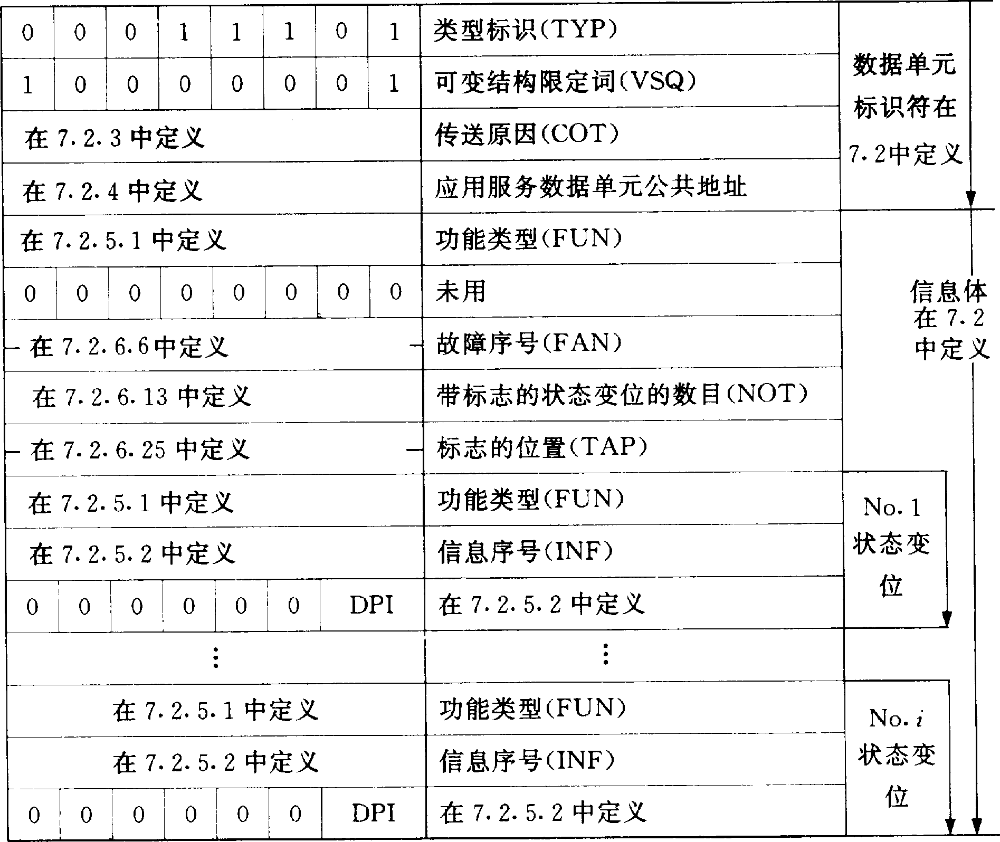 0 0 0 1 1 1 0 1 类型标识(TYP)
1 0 0 0 0 0 0 1 可变结构限定词(VSQ)
在 7.2.3 中定义 传送原因(COT)
在 7.2.4 中定义 应用服务数据单元公共地址
数据单元
标识符在
7.2中定义
在 7.2.5.1 中定义 功能类型(FUN)
0 0 0 0 0 0 0 0 未用
在 7.2.6.6中定义 故障序号(FAN)
在 7.2.6.13 中定义 带标志的状态变位的数目(NOT)
在 7.2.6.25 中定义 标志的位置(TAP)
信息体
在 7.2
中定义
在 7.2.5.1 中定义 功能类型(FUN)
在 7.2.5.2 中定义 信息序号(INF)
0 0 0 0 0 0 DPI 在 7.2.5.2 中定义
No.1
状态变
位
⋮ ⋮
在 7.2.5.1 中定义 功能类型(FUN)
在 7.2.5.2 中定义 信息序号(INF)
0 0 0 0 0 0 DPI 在 7.2.5.2 中定义
No.i
状态变
位